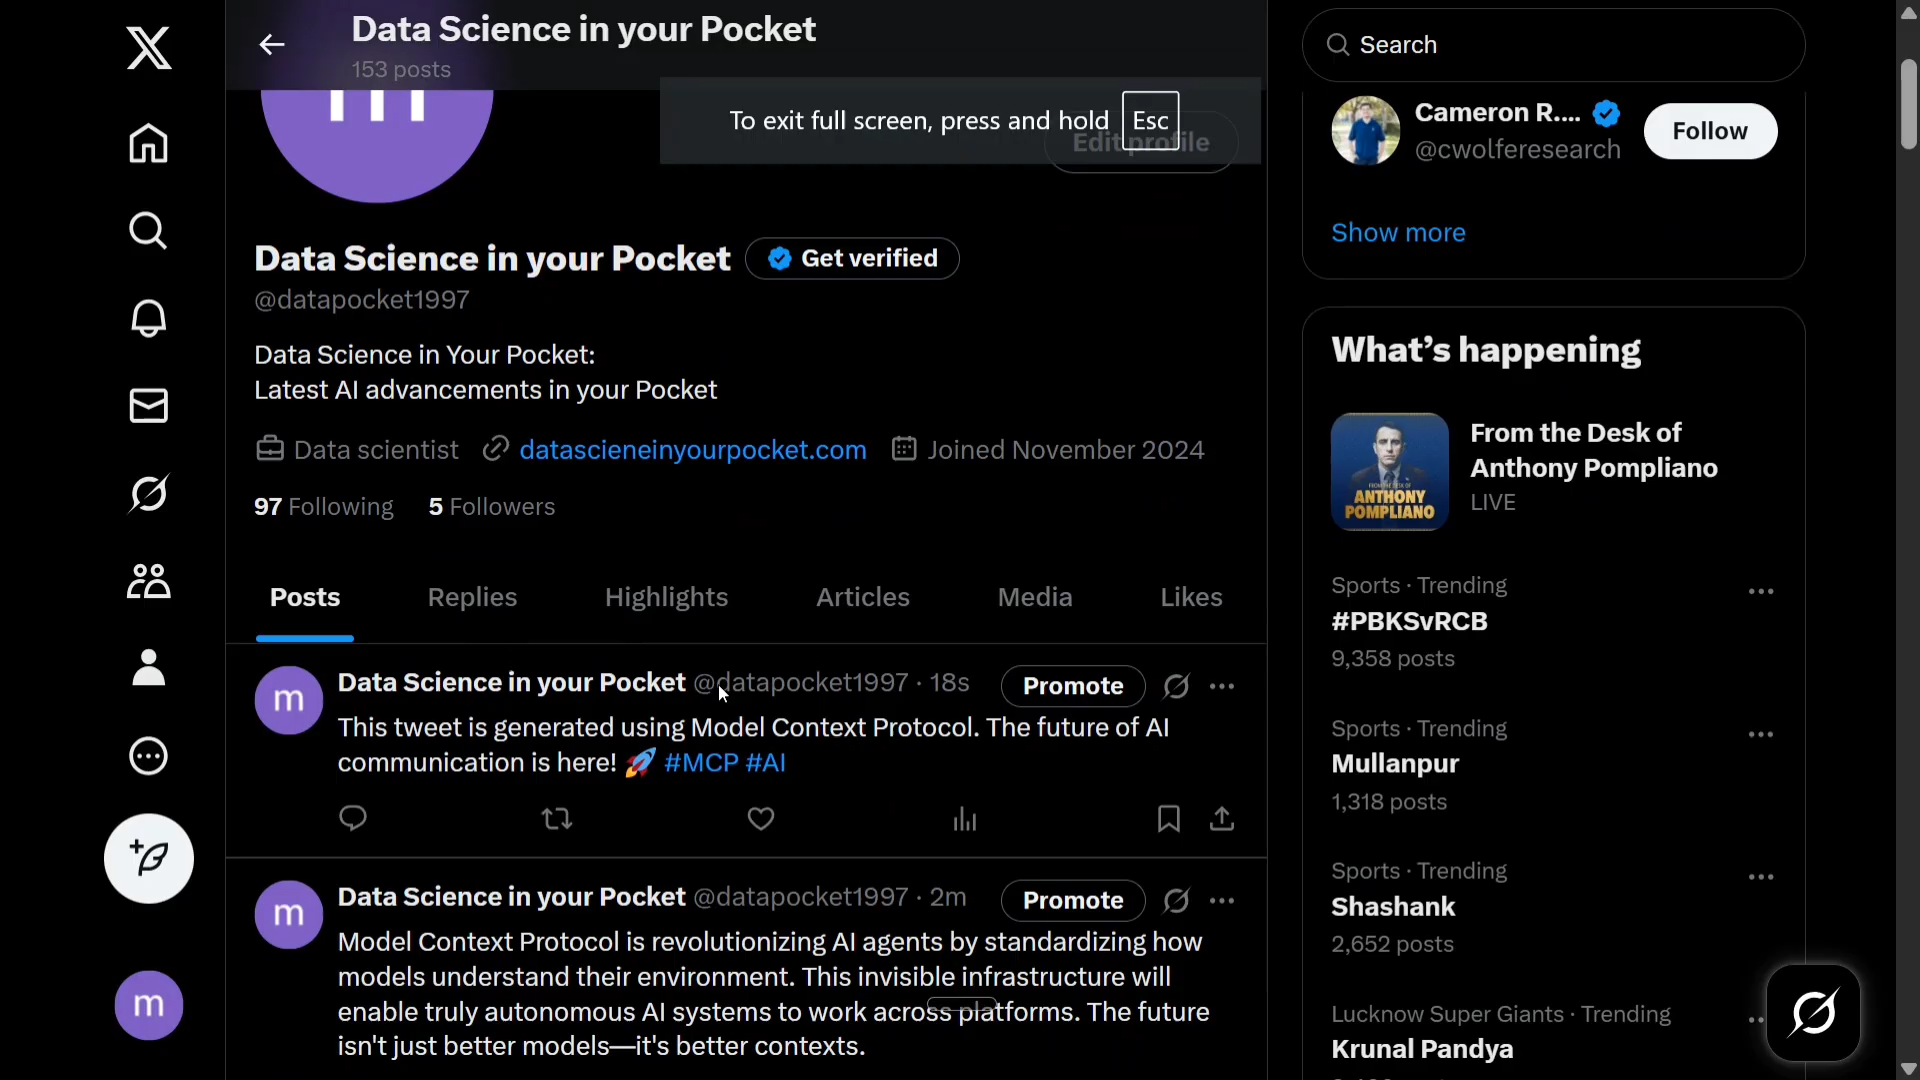 Data Science in your Pocket
153 posts
m
To exit full screen, press and hold Esc
Edit profile
Data Science in your Pocket
Get verified
@datapocket1997
Data Science in Your Pocket:
Latest AI advancements in your Pocket
Data scientist datascieneinyourpocket.com Joined November 2024
97 Following 5 Followers
Posts Replies Highlights Articles Media Likes
m
Data Science in your Pocket @datapocket1997 · 18s
Promote
This tweet is generated using Model Context Protocol. The future of AI
communication is here! 🚀 #MCP #AI
m
Data Science in your Pocket @datapocket1997 · 2m
Promote
Model Context Protocol is revolutionizing AI agents by standardizing how
models understand their environment. This invisible infrastructure will
enable truly autonomous AI systems to work across platforms. The future
isn't just better models—it's better contexts.
m
Search
Cameron R....
@cwolferesearch
Follow
Show more
What's happening
FROM THE DESK OF
ANTHONY
POMPLIANO
From the Desk of
Anthony Pompliano
LIVE
Sports · Trending
#PBKSvRCB
9,358 posts
Sports · Trending
Mullanpur
1,318 posts
Sports · Trending
Shashank
2,652 posts
Lucknow Super Giants · Trending
Krunal Pandya